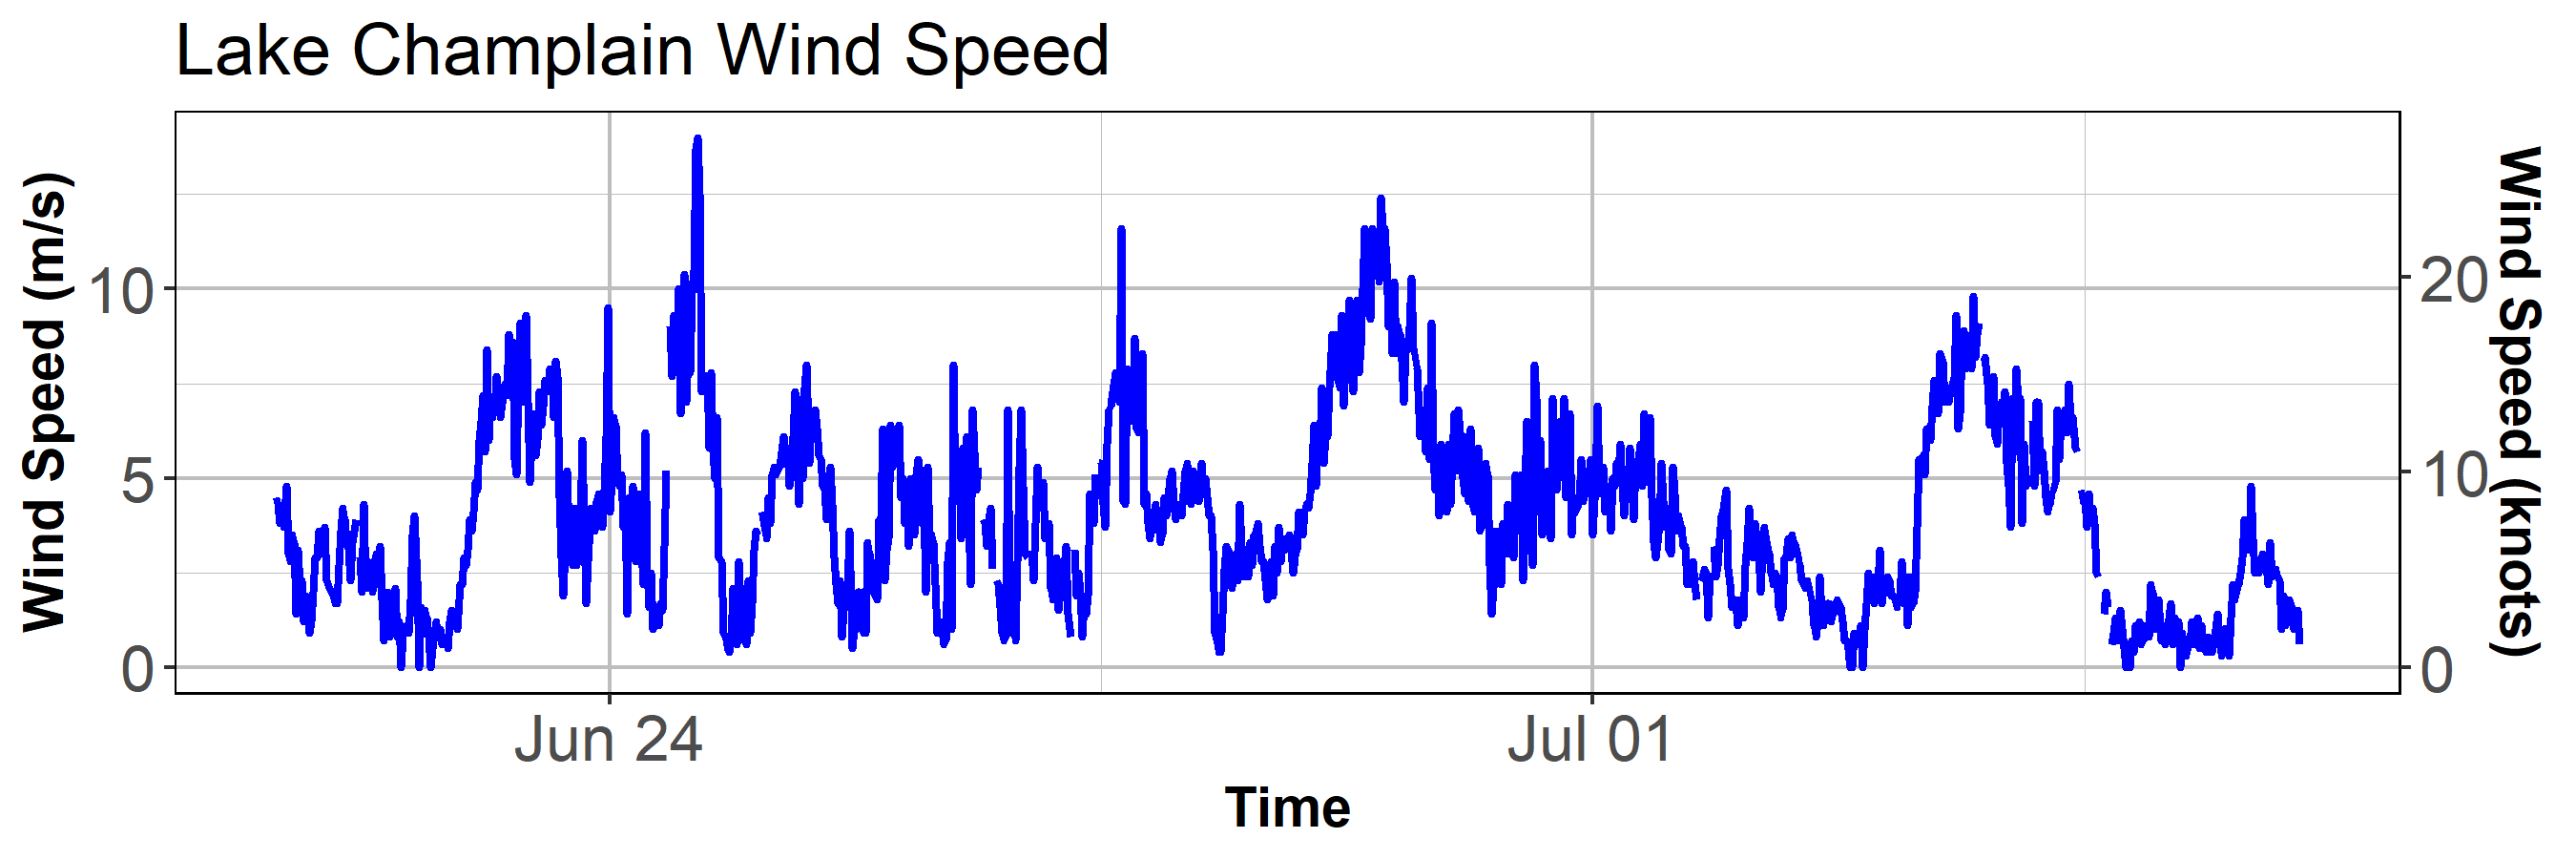 Lake Champlain Wind Speed
Wind Speed (m/s)
10
5
0
20
10
0
Wind Speed (knots)
Jun 24
Jul 01
Time